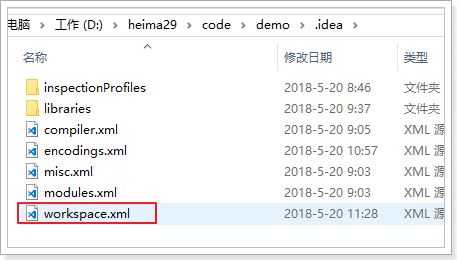 电脑 › 工作 (D:) › heima29 › code › demo › .idea ›
名称 修改日期 类型
inspectionProfiles 2018-5-20 8:46 文件夹
libraries 2018-5-20 9:37 文件夹
compiler.xml 2018-5-20 9:05 XML 源
encodings.xml 2018-5-20 10:57 XML 源
misc.xml 2018-5-20 9:03 XML 源
modules.xml 2018-5-20 9:03 XML 源
workspace.xml 2018-5-20 11:28 XML 源